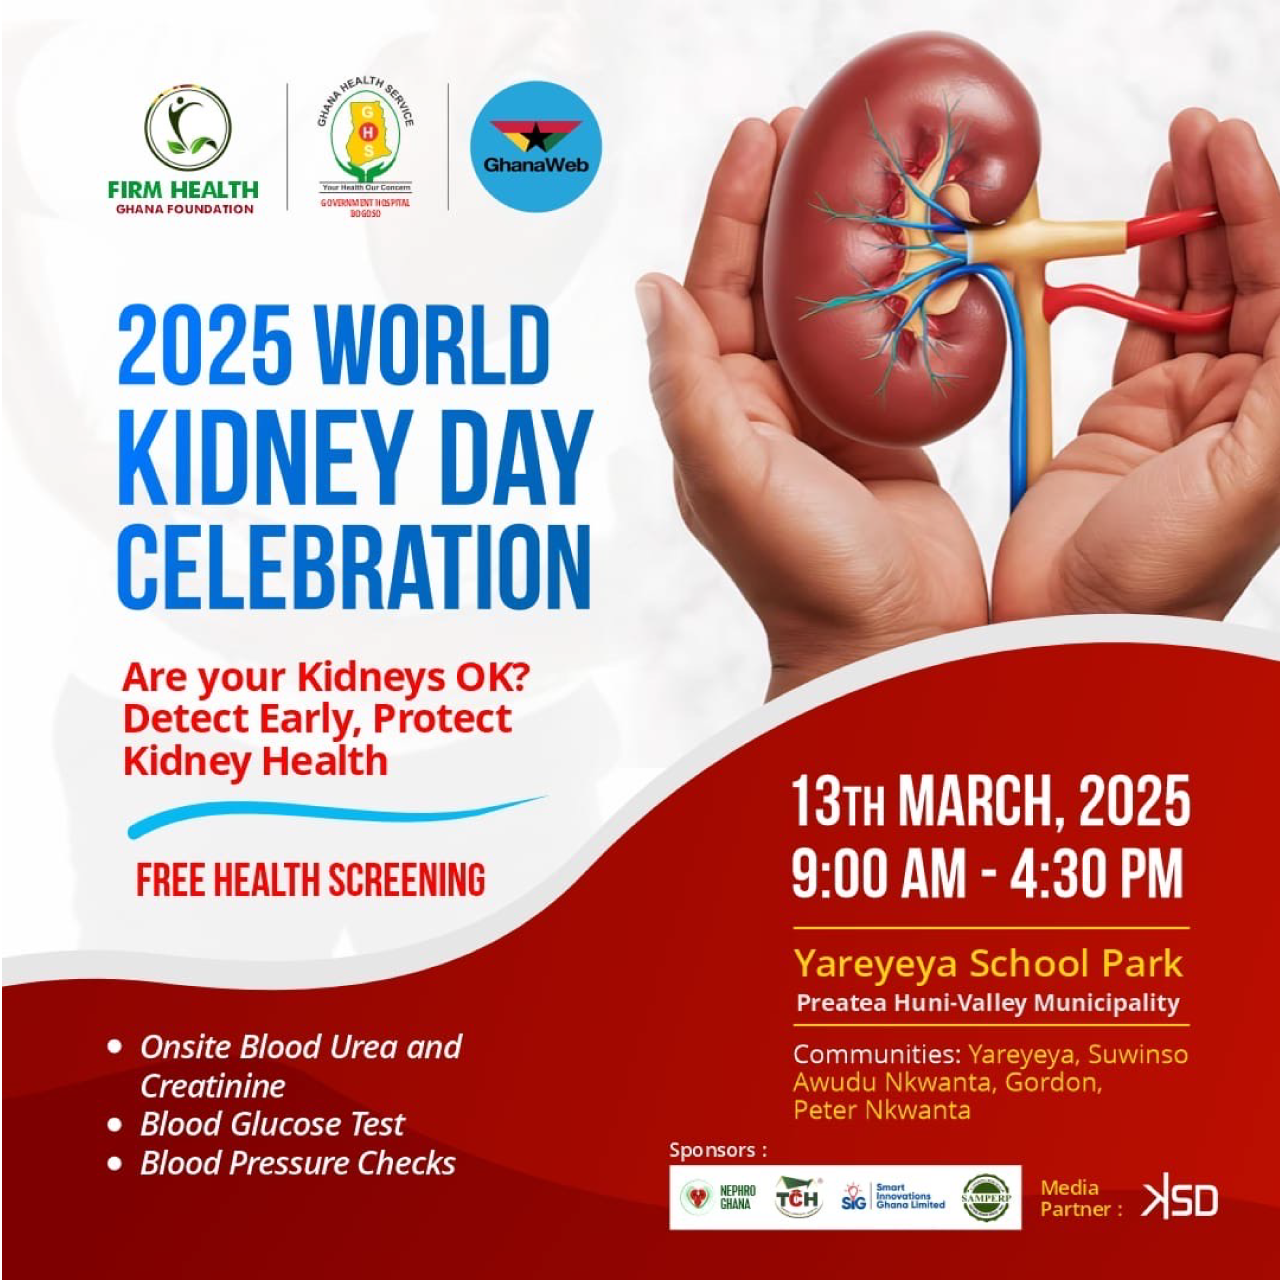 FIRM HEALTH
GHANA FOUNDATION
GHANA HEALTH SERVICE
G
H
S
Your Health Our Concern
GOVERNMENT HOSPITAL
BOGOSO
GhanaWeb
2025 WORLD
KIDNEY DAY
CELEBRATION
Are your Kidneys OK?
Detect Early, Protect
Kidney Health
FREE HEALTH SCREENING
13TH MARCH, 2025
9:00 AM - 4:30 PM
Yareyeya School Park
Preatea Huni-Valley Municipality
Communities: Yareyeya, Suwinso
Awudu Nkwanta, Gordon,
Peter Nkwanta
• Onsite Blood Urea and
Creatinine
• Blood Glucose Test
• Blood Pressure Checks
Sponsors :
NEPHRO
GHANA
TCH
SIG
Smart
Innovations
Ghana Limited
SAMPERP
Media
Partner :
KSD